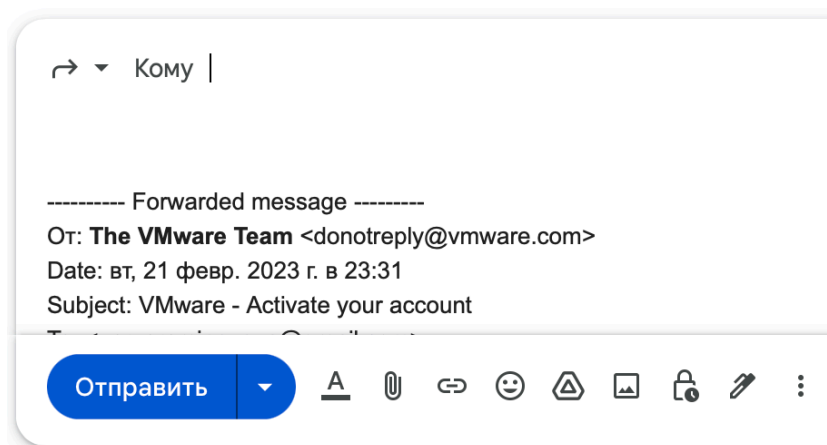 Кому
---------- Forwarded message ---------
От: The VMware Team <donotreply@vmware.com>
Date: вт, 21 февр. 2023 г. в 23:31
Subject: VMware - Activate your account
Отправить